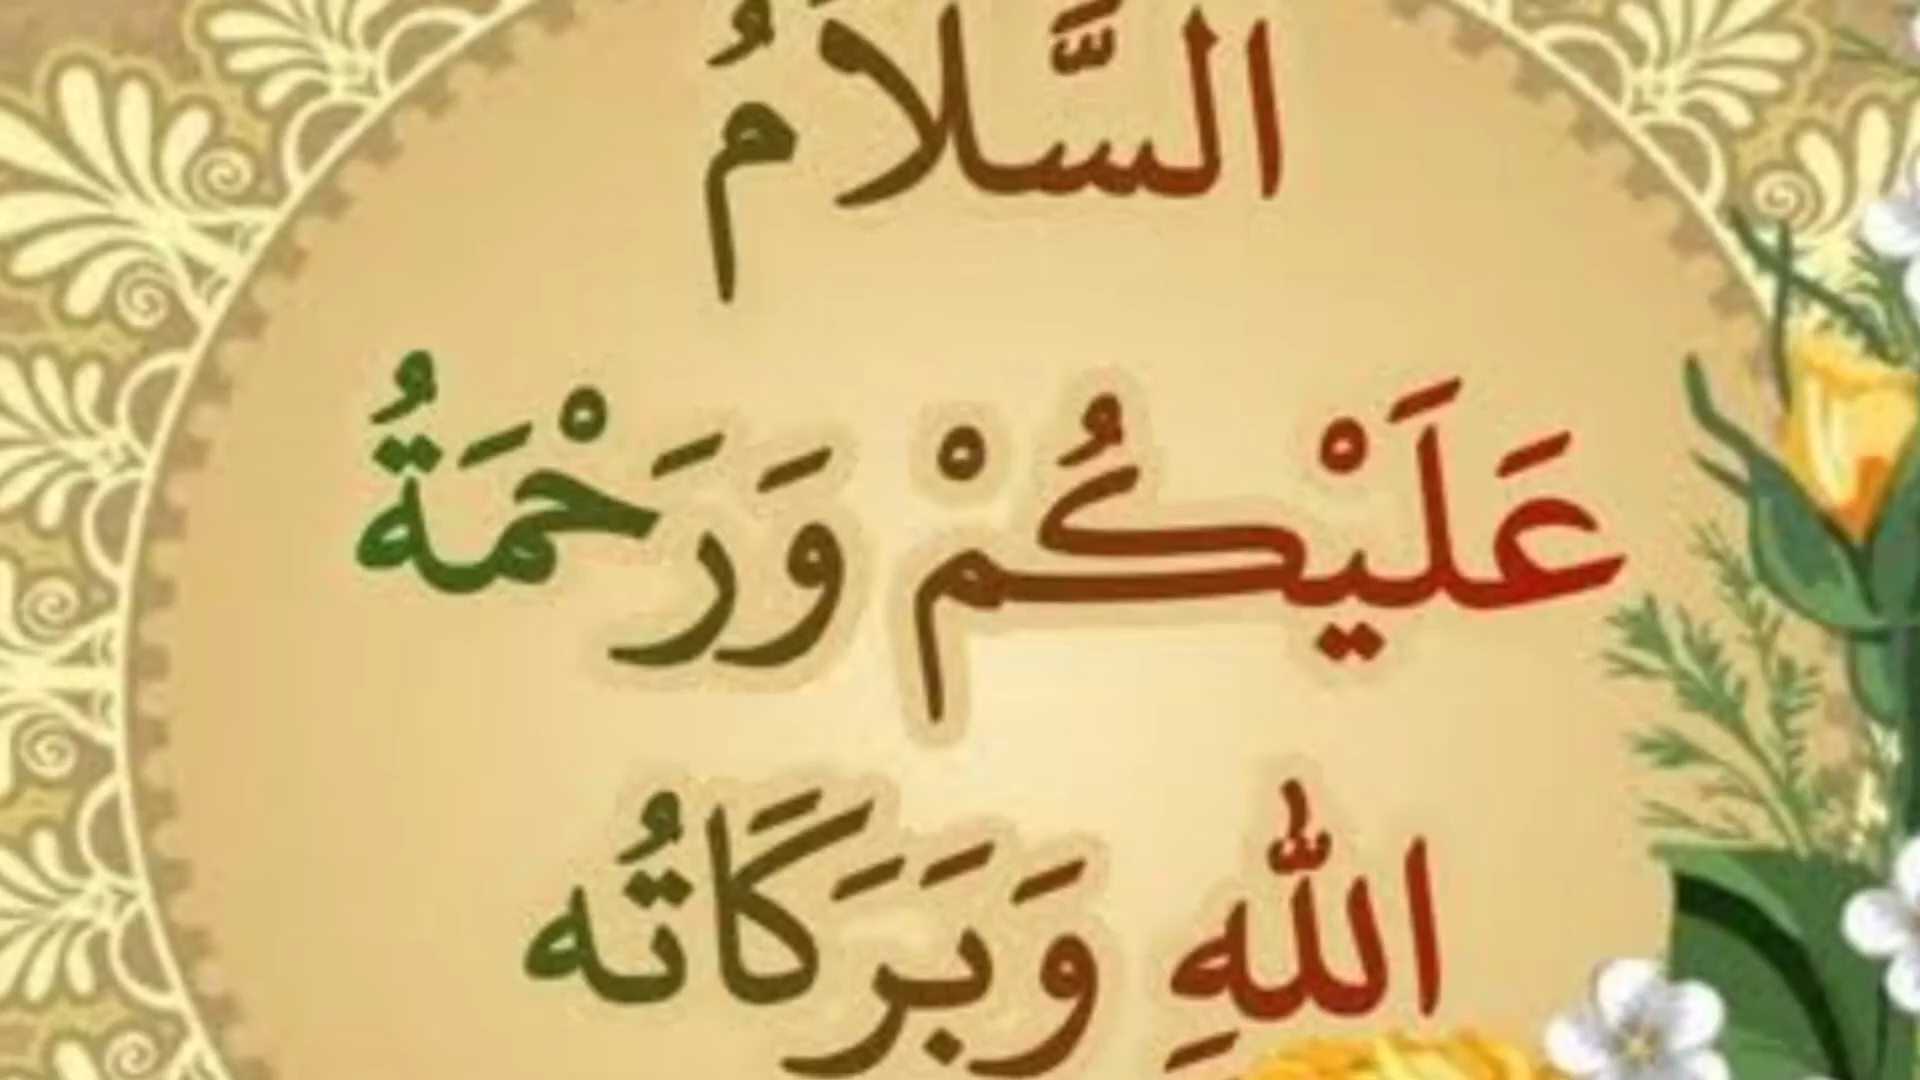 السَّلَامُ
عَلَيْكُمْ وَرَحْمَةُ
اللّٰهِ وَبَرَكَاتُه